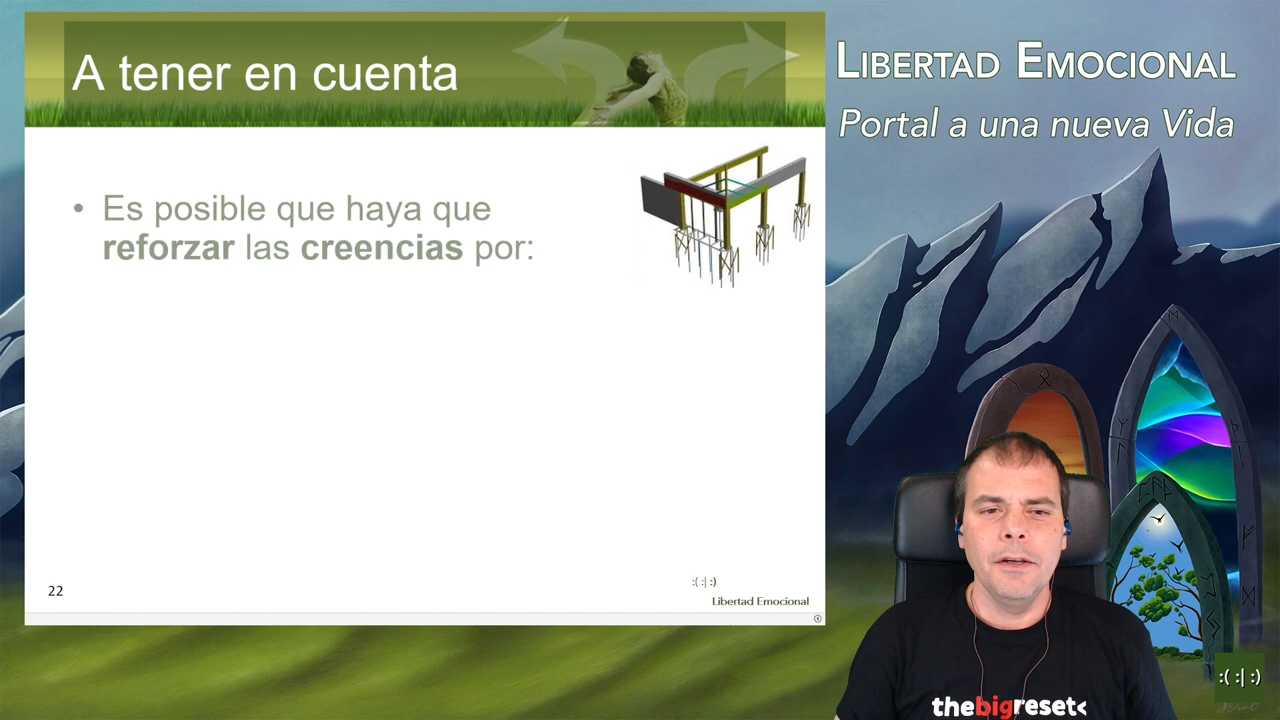 A tener en cuenta
• Es posible que haya que
reforzar las creencias por:
22
:( :| :)
Libertad Emocional
LIBERTAD EMOCIONAL
Portal a una nueva Vida
thebigreset<
:( :| :)